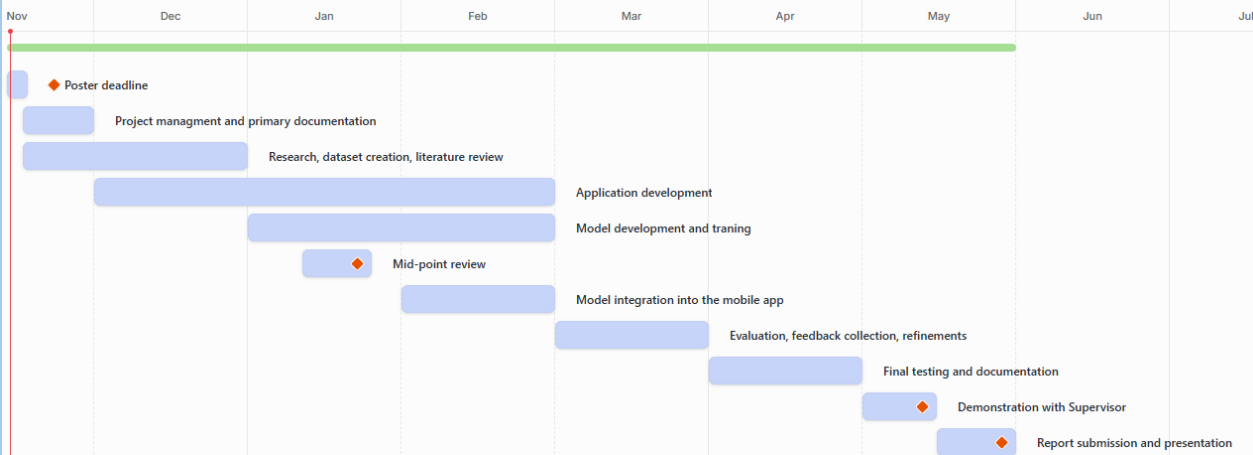 Nov Dec Jan Feb Mar Apr May Jun Jul
Poster deadline
Project managment and primary documentation
Research, dataset creation, literature review
Application development
Model development and traning
Mid-point review
Model integration into the mobile app
Evaluation, feedback collection, refinements
Final testing and documentation
Demonstration with Supervisor
Report submission and presentation